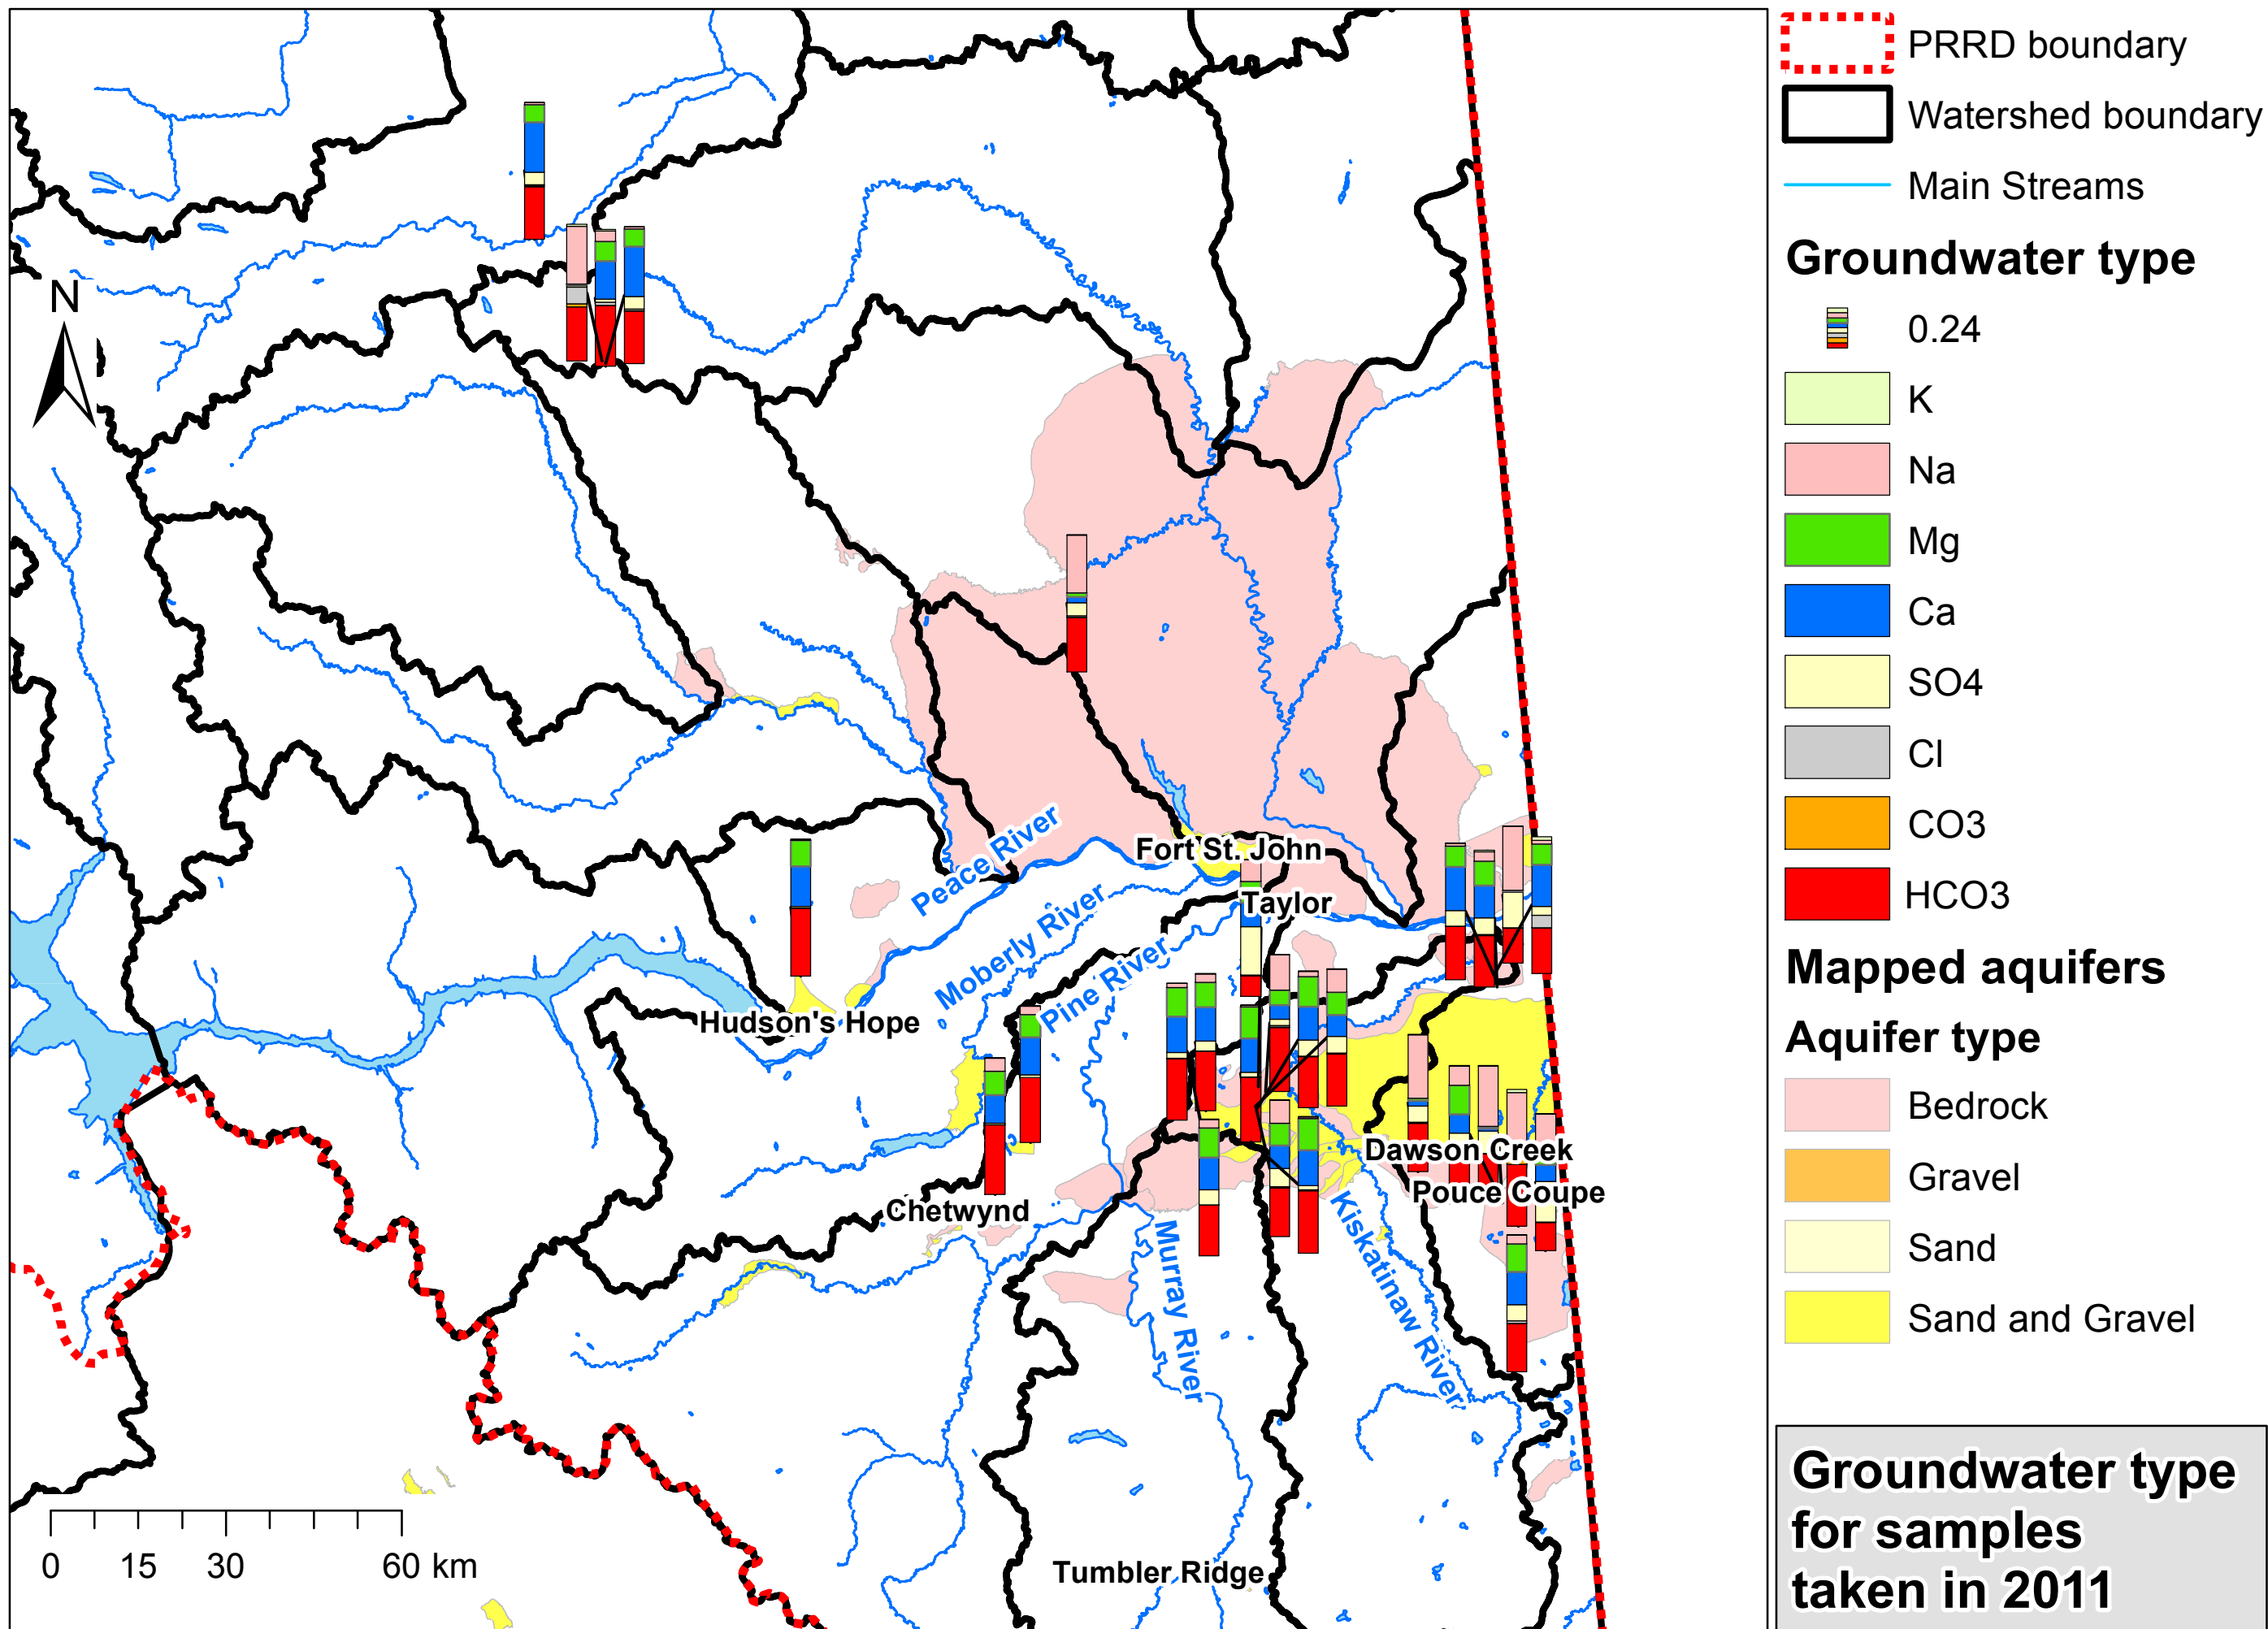 N
Peace River
Fort St. John
Taylor
Moberly River
Pine River
Hudson's Hope
Dawson Creek
Pouce Coupe
Chetwynd
Murray River
Kiskatinaw River
Tumbler Ridge
0 15 30 60 km
PRRD boundary
Watershed boundary
Main Streams
Groundwater type
0.24
K
Na
Mg
Ca
SO4
Cl
CO3
HCO3
Mapped aquifers
Aquifer type
Bedrock
Gravel
Sand
Sand and Gravel
Groundwater type
for samples
taken in 2011